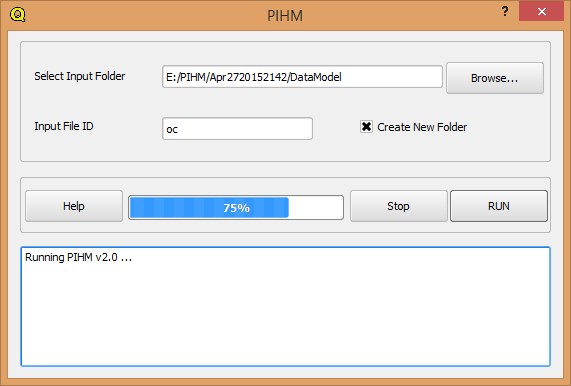 PIHM
?
Select Input Folder E:/PIHM/Apr2720152142/DataModel Browse...
Input File ID oc Create New Folder
Help 75% Stop RUN
Running PIHM v2.0 ...